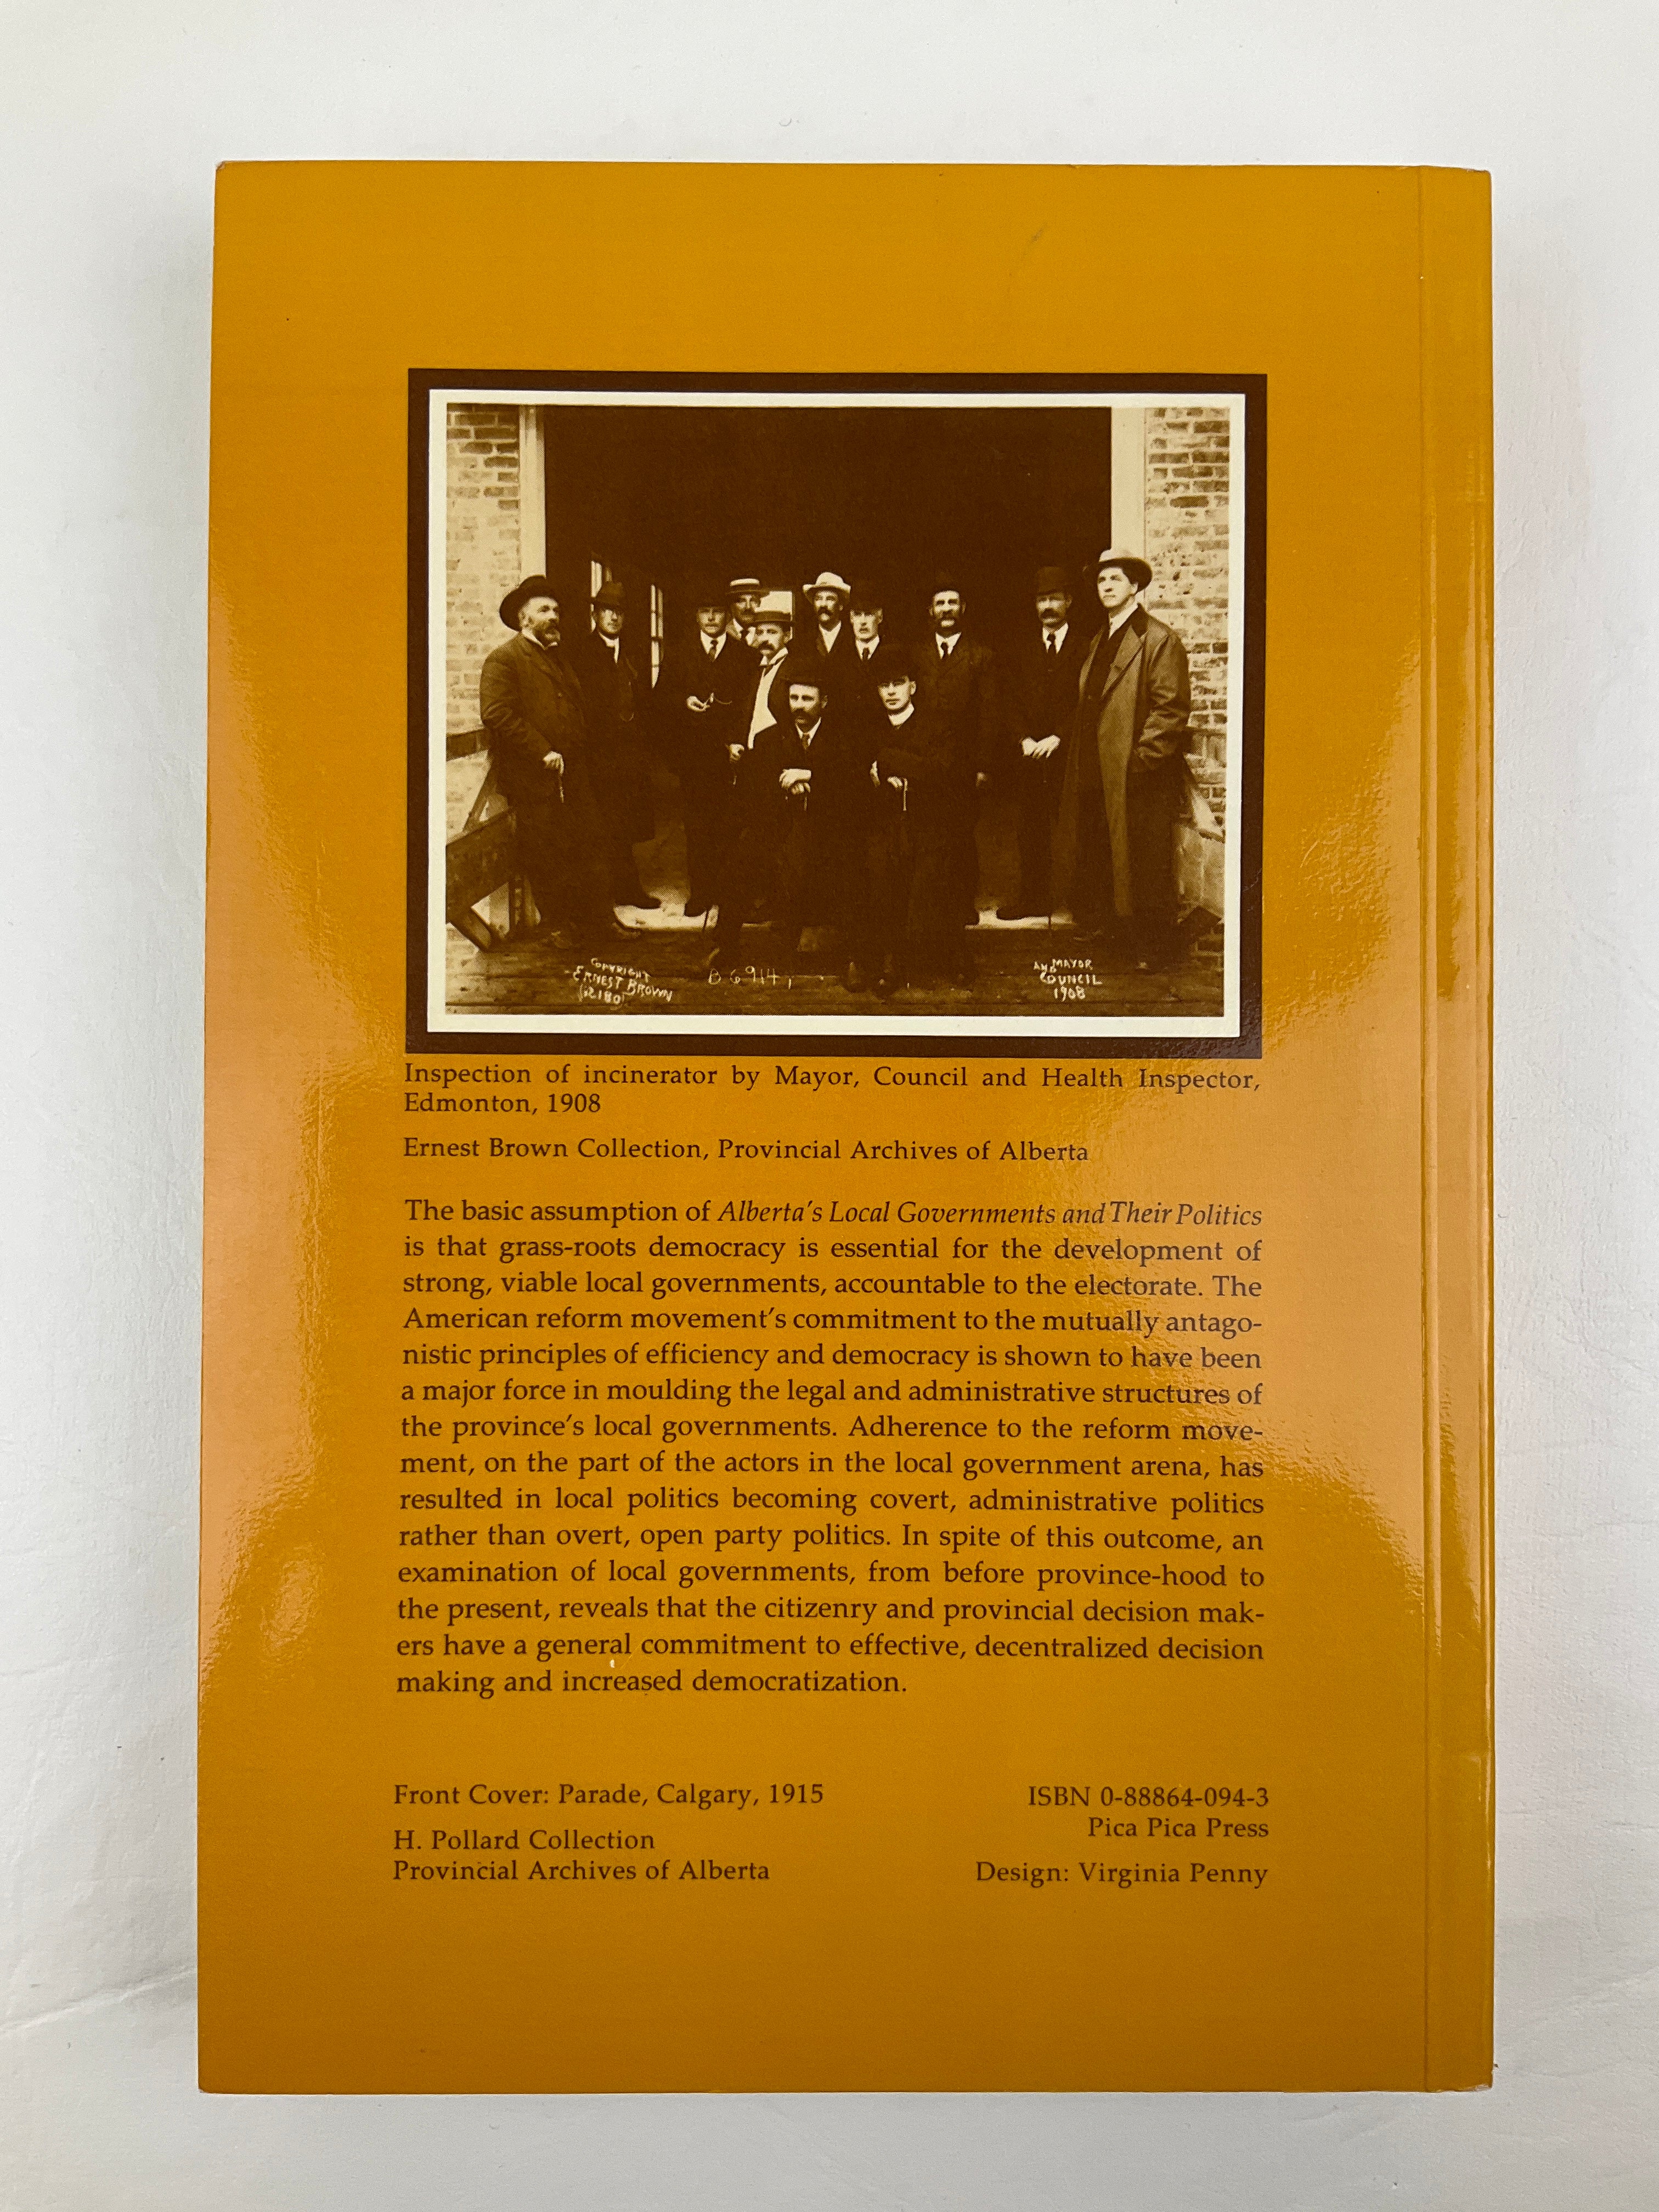 COPYRIGHT
ERNEST BROWN
B 6914
AND MAYOR
COUNCIL
1908
Inspection of incinerator by Mayor, Council and Health Inspector,
Edmonton, 1908
Ernest Brown Collection, Provincial Archives of Alberta
The basic assumption of Alberta's Local Governments and Their Politics
is that grass-roots democracy is essential for the development of
strong, viable local governments, accountable to the electorate. The
American reform movement's commitment to the mutually antago-
nistic principles of efficiency and democracy is shown to have been
a major force in moulding the legal and administrative structures of
the province's local governments. Adherence to the reform move-
ment, on the part of the actors in the local government arena, has
resulted in local politics becoming covert, administrative politics
rather than overt, open party politics. In spite of this outcome, an
examination of local governments, from before province-hood to
the present, reveals that the citizenry and provincial decision mak-
ers have a general commitment to effective, decentralized decision
making and increased democratization.
Front Cover: Parade, Calgary, 1915
H. Pollard Collection
Provincial Archives of Alberta
ISBN 0-88864-094-3
Pica Pica Press
Design: Virginia Penny